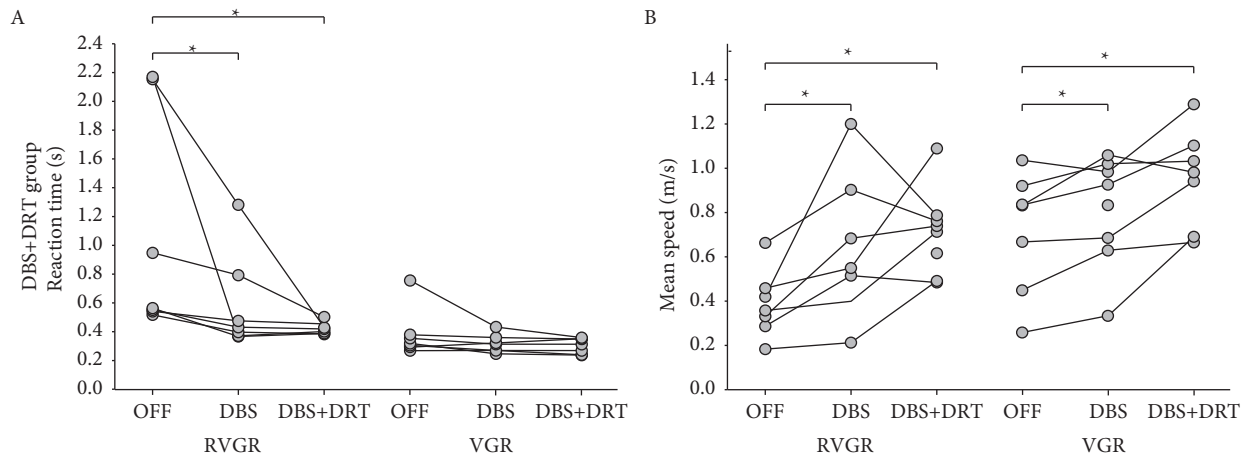 A
DBS+DRT group
Reaction time (s)
2.4
2.2
2.0
1.8
1.6
1.4
1.2
1.0
0.8
0.6
0.4
0.2
0.0
*
*
OFF DBS DBS+DRT OFF DBS DBS+DRT
RVGR VGR
B
Mean speed (m/s)
1.4
1.2
1.0
0.8
0.6
0.4
0.2
0.0
* *
* *
OFF DBS DBS+DRT OFF DBS DBS+DRT
RVGR VGR